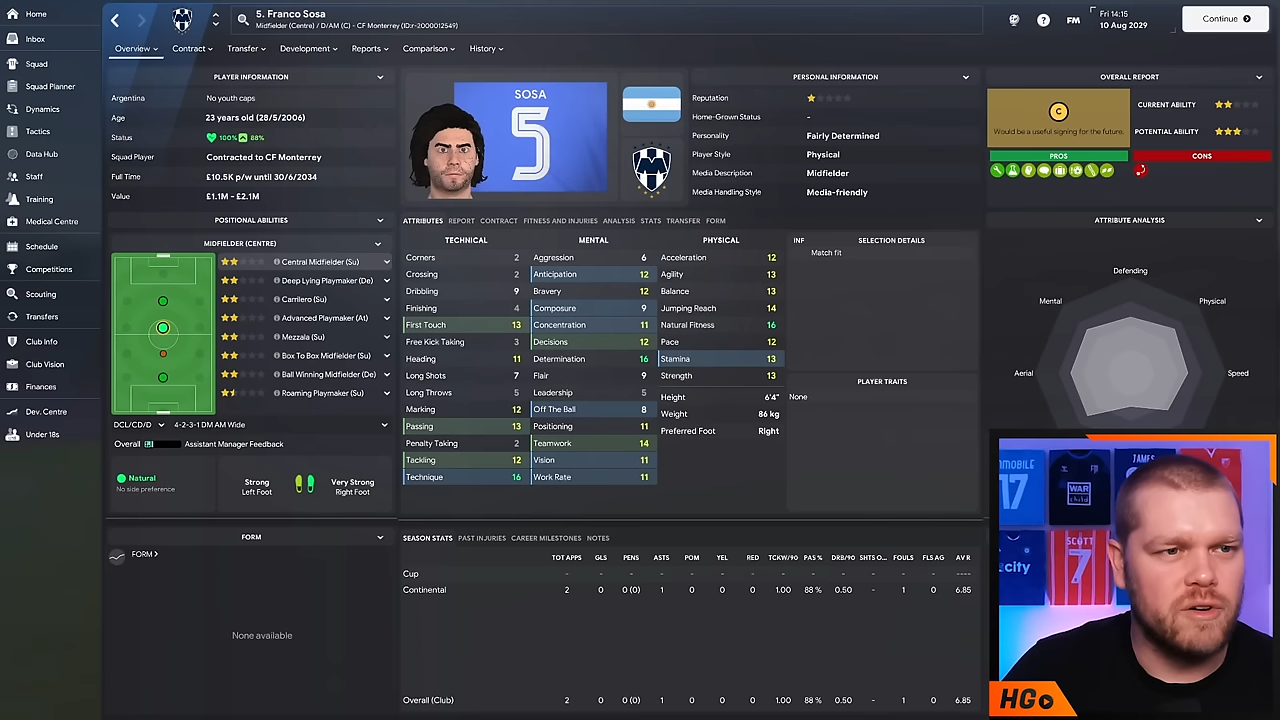 Home
Inbox
Squad
Squad Planner
Dynamics
Tactics
Data Hub
Staff
Training
Medical Centre
Schedule
Competitions
Scouting
Transfers
Club Info
Club Vision
Finances
Dev. Centre
Under 18s
5. Franco Sosa
Midfielder (Centre) / D/AM (C) - CF Monterrey (ID:r-2000012549)
FM
Fri 14:15
10 Aug 2029
Continue
Overview
Contract
Transfer
Development
Reports
Comparison
History
PLAYER INFORMATION
Argentina No youth caps
Age 23 years old (28/5/2006)
Status 100% 88%
Squad Player Contracted to CF Monterrey
Full Time £10.5K p/w until 30/6/2034
Value £1.1M - £2.1M
SOSA
5
PERSONAL INFORMATION
Reputation
Home-Grown Status -
Personality Fairly Determined
Player Style Physical
Media Description Midfielder
Media Handling Style Media-friendly
OVERALL REPORT
C
Would be a useful signing for the future.
CURRENT ABILITY
POTENTIAL ABILITY
PROS
CONS
POSITIONAL ABILITIES
MIDFIELDER (CENTRE)
Central Midfielder (Su)
Deep Lying Playmaker (De)
Carrilero (Su)
Advanced Playmaker (At)
Mezzala (Su)
Box To Box Midfielder (Su)
Ball Winning Midfielder (De)
Roaming Playmaker (Su)
DCL/CD/D 4-2-3-1 DM AM Wide
Overall Assistant Manager Feedback
Natural
No side preference
Strong
Left Foot
Very Strong
Right Foot
ATTRIBUTES REPORT CONTRACT FITNESS AND INJURIES ANALYSIS STATS TRANSFER FORM
TECHNICAL
Corners 2
Crossing 2
Dribbling 9
Finishing 4
First Touch 13
Free Kick Taking 3
Heading 11
Long Shots 7
Long Throws 5
Marking 12
Passing 13
Penalty Taking 2
Tackling 12
Technique 16
MENTAL
Aggression 6
Anticipation 12
Bravery 12
Composure 9
Concentration 11
Decisions 12
Determination 16
Flair 9
Leadership 5
Off The Ball 8
Positioning 11
Teamwork 14
Vision 11
Work Rate 11
PHYSICAL
Acceleration 12
Agility 13
Balance 13
Jumping Reach 14
Natural Fitness 16
Pace 12
Stamina 13
Strength 13
Height 6'4"
Weight 86 kg
Preferred Foot Right
INF SELECTION DETAILS
Match fit
PLAYER TRAITS
None
ATTRIBUTE ANALYSIS
Defending
Physical
Speed
Aerial
Mental
FORM
FORM
None available
SEASON STATS PAST INJURIES CAREER MILESTONES NOTES
TOT APPS GLS PENS ASTS POM YEL RED TCKW/90 PAS % DRB/90 SHTS O... FOULS FLS AG AV R
Cup - - - - - - - - - - - - - ----
Continental 2 0 0 (0) 1 0 0 0 1.00 88 % 0.50 - 1 0 6.85
Overall (Club) 2 0 0 (0) 1 0 0 0 1.00 88 % 0.50 - 1 0 6.85
17
WAR
CHILD
JAMES
SCOTT
7
city
HG